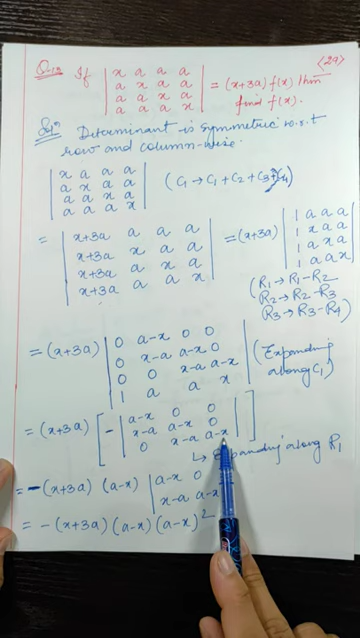 (29)
Q.12 If | x a a a | = (x+3a) f(x) then
| a x a a | find f(x).
| a a x a |
| a a a x |
Solⁿ Determinant is symmetric w.r.t
row and column-wise.
| x a a a | (C₁→C₁+C₂+C₃+C₄)
| a x a a |
| a a x a |
| a a a x |
= | x+3a a a a | = (x+3a) | 1 a a a |
| x+3a x a a | | 1 x a a |
| x+3a a x a | | 1 a x a |
| x+3a a a x | | 1 a a x |
(R₁→R₁-R₂
R₂→R₂-R₃
R₃→R₃-R₄)
= (x+3a) | 0 a-x 0 0 | (Expanding
| 0 x-a a-x 0 | along C₁)
| 0 0 x-a a-x |
| 1 a a x |
= (x+3a) [ - | a-x 0 0 | ]
| x-a a-x 0 |
| 0 x-a a-x |
↳ Expanding along R₁
= -(x+3a) (a-x) | a-x 0
| x-a a-x
= -(x+3a) (a-x) (a-x)²